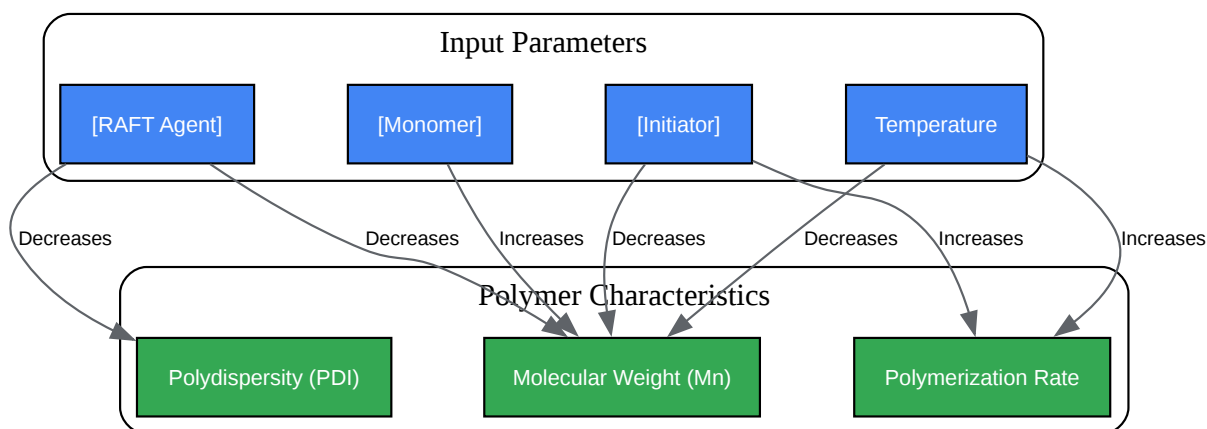 Input Parameters
[RAFT Agent]
[Monomer]
[Initiator]
Temperature
Decreases
Decreases
Increases
Decreases
Decreases
Increases
Increases
Polymer Characteristics
Polydispersity (PDI)
Molecular Weight (Mn)
Polymerization Rate